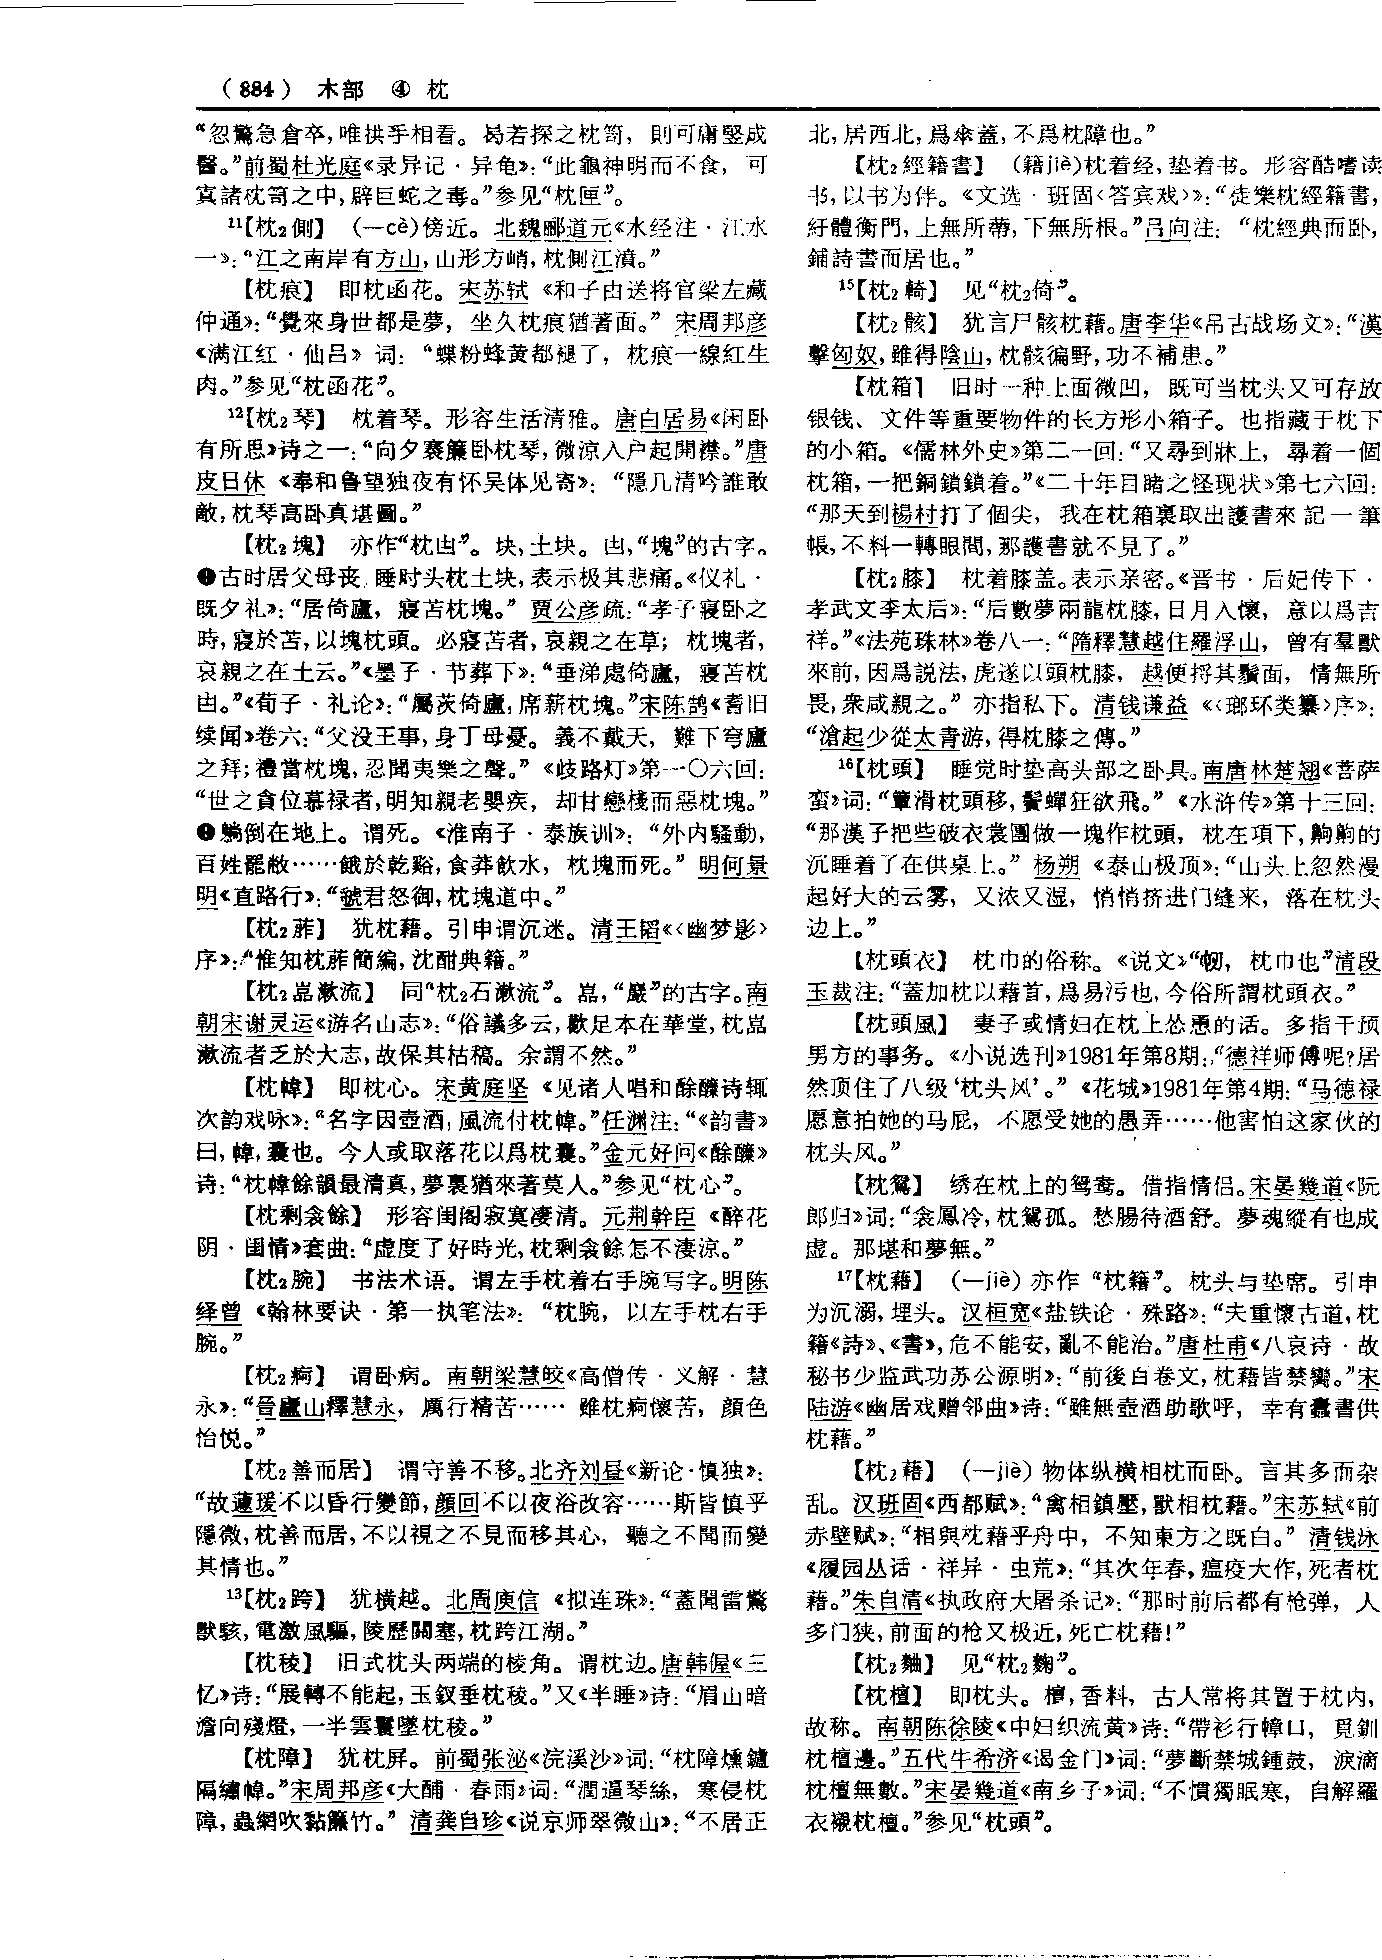 （884） 木部 ④ 枕
“忽驚急倉卒，唯拱手相看。曷若探之枕笥，則可庸豎成
醫。”前蜀杜光庭《录异记·异龟》：“此龜神明而不食，可
寘諸枕笥之中，辟巨蛇之毒。”参见“枕匣”。
11【枕2側】 （—cè）傍近。北魏郦道元《水经注·江水
一》：“江之南岸有方山，山形方峭，枕側江濆。”
【枕痕】 即枕函花。宋苏轼《和子由送将官梁左藏
仲通》：“覺來身世都是夢，坐久枕痕猶著面。”宋周邦彦
《满江红·仙吕》词：“蝶粉蜂黄都褪了，枕痕一線紅生
肉。”参见“枕函花”。
12【枕2琴】 枕着琴。形容生活清雅。唐白居易《闲卧
有所思》诗之一：“向夕褰簾卧枕琴，微涼入户起開襟。”唐
皮日休《奉和鲁望独夜有怀吴体见寄》：“隱几清吟誰敢
敵，枕琴高卧真堪圖。”
【枕2塊】 亦作“枕凷”。块，土块。凷，“塊”的古字。
❶古时居父母丧，睡时头枕土块，表示极其悲痛。《仪礼·
既夕礼》：“居倚廬，寢苫枕塊。”贾公彦疏：“孝子寢卧之
時，寢於苫，以塊枕頭。必寢苫者，哀親之在草；枕塊者，
哀親之在土云。”《墨子·节葬下》：“垂涕處倚廬，寢苫枕
凷。”《荀子·礼论》：“屬茨倚廬，席薪枕塊。”宋陈鹄《耆旧
续闻》卷六：“父没王事，身丁母憂。義不戴天，難下穹廬
之拜；禮當枕塊，忍聞夷樂之聲。”《歧路灯》第一〇六回：
“世之貪位慕禄者，明知親老嬰疾，却甘戀棧而惡枕塊。”
❷躺倒在地上。谓死。《淮南子·泰族训》：“外内騷動，
百姓罷敝……餓於乾谿，食莽飲水，枕塊而死。”明何景
明《直路行》：“虢君怒御，枕塊道中。”
【枕2葄】 犹枕藉。引申谓沉迷。清王韬《〈幽梦影〉
序》：“惟知枕葄簡編，沈酣典籍。”
【枕2嵓漱流】 同“枕2石漱流”。嵓，“巖”的古字。南
朝宋谢灵运《游名山志》：“俗議多云，歡足本在華堂，枕嵓
漱流者乏於大志，故保其枯槁。余謂不然。”
【枕幃】 即枕心。宋黄庭坚《见诸人唱和酴醿诗辄
次韵戏咏》：“名字因壺酒，風流付枕幃。”任渊注：“《韵書》
曰，幃，囊也。今人或取落花以爲枕囊。”金元好问《酴醿》
诗：“枕幃餘韻最清真，夢裏猶來著莫人。”参见“枕心”。
【枕剩衾餘】 形容闺阁寂寞凄清。元荆幹臣《醉花
阴·闺情》套曲：“虚度了好時光，枕剩衾餘怎不淒涼。”
【枕2腕】 书法术语。谓左手枕着右手腕写字。明陈
绎曾《翰林要诀·第一执笔法》：“枕腕，以左手枕右手
腕。”
【枕2痾】 谓卧病。南朝梁慧皎《高僧传·义解·慧
永》：“晉廬山釋慧永，厲行精苦……雖枕痾懷苦，顔色
怡悦。”
【枕2善而居】 谓守善不移。北齐刘昼《新论·慎独》：
“故蘧瑗不以昏行變節，顔回不以夜浴改容……斯皆慎乎
隱微，枕善而居，不以視之不見而移其心，聽之不聞而變
其情也。”
13【枕2跨】 犹横越。北周庾信《拟连珠》：“蓋聞雷驚
獸駭，電激風驅，陵歷關塞，枕跨江湖。”
【枕稜】 旧式枕头两端的棱角。谓枕边。唐韩偓《三
忆》诗：“展轉不能起，玉釵垂枕稜。”又《半睡》诗：“眉山暗
澹向殘燈，一半雲鬟墜枕稜。”
【枕障】 犹枕屏。前蜀张泌《浣溪沙》词：“枕障燻鑪
隔繡幃。”宋周邦彦《大酺·春雨》词：“潤逼琴絲，寒侵枕
障，蟲網吹黏簾竹。”清龚自珍《说京师翠微山》：“不居正
北，居西北，爲傘蓋，不爲枕障也。”
【枕2經籍書】 （籍jiè）枕着经，垫着书。形容酷嗜读
书，以书为伴。《文选·班固〈答宾戏〉》：“徒樂枕經籍書，
紆體衡門，上無所蔕，下無所根。”吕向注：“枕經典而卧，
鋪詩書而居也。”
15【枕2輢】 见“枕2倚”。
【枕2骸】 犹言尸骸枕藉。唐李华《吊古战场文》：“漢
擊匈奴，雖得陰山，枕骸徧野，功不補患。”
【枕箱】 旧时一种上面微凹，既可当枕头又可存放
银钱、文件等重要物件的长方形小箱子。也指藏于枕下
的小箱。《儒林外史》第二一回：“又尋到牀上，尋着一個
枕箱，一把銅鎖鎖着。”《二十年目睹之怪现状》第七六回：
“那天到楊村打了個尖，我在枕箱裏取出護書來記一筆
帳，不料一轉眼間，那護書就不見了。”
【枕2膝】 枕着膝盖。表示亲密。《晋书·后妃传下·
孝武文李太后》：“后數夢兩龍枕膝，日月入懷，意以爲吉
祥。”《法苑珠林》卷八一：“隋釋慧越住羅浮山，曾有羣獸
來前，因爲説法，虎遂以頭枕膝，越便捋其鬚面，情無所
畏，衆咸親之。”亦指私下。清钱谦益《〈瑯环类纂〉序》：
“滄起少從太青游，得枕膝之傳。”
16【枕頭】 睡觉时垫高头部之卧具。南唐林楚翘《菩萨
蛮》词：“簟滑枕頭移，鬢蟬狂欲飛。”《水浒传》第十三回：
“那漢子把些破衣裳團做一塊作枕頭，枕在項下，齁齁的
沉睡着了在供桌上。”杨朔《泰山极顶》：“山头上忽然漫
起好大的云雾，又浓又湿，悄悄挤进门缝来，落在枕头
边上。”
【枕頭衣】 枕巾的俗称。《说文》“㡇，枕巾也”清段
玉裁注：“蓋加枕以藉首，爲易污也，今俗所謂枕頭衣。”
【枕頭風】 妻子或情妇在枕上怂恿的话。多指干预
男方的事务。《小说选刊》1981年第8期：“德祥师傅呢？居
然顶住了八级‘枕头风’。”《花城》1981年第4期：“马德禄
愿意拍她的马屁，不愿受她的愚弄……他害怕这家伙的
枕头风。”
【枕鴛】 绣在枕上的鸳鸯。借指情侣。宋晏幾道《阮
郎归》词：“衾鳳冷，枕鴛孤。愁腸待酒舒。夢魂縱有也成
虚。那堪和夢無。”
17【枕藉】 （—jiè）亦作“枕籍”。枕头与垫席。引申
为沉溺，埋头。汉桓宽《盐铁论·殊路》：“夫重懷古道，枕
籍《詩》、《書》，危不能安，亂不能治。”唐杜甫《八哀诗·故
秘书少监武功苏公源明》：“前後百卷文，枕藉皆禁臠。”宋
陆游《幽居戏赠邻曲》诗：“雖無壺酒助歌呼，幸有蠹書供
枕藉。”
【枕2藉】 （—jiè）物体纵横相枕而卧。言其多而杂
乱。汉班固《西都赋》：“禽相鎮壓，獸相枕藉。”宋苏轼《前
赤壁赋》：“相與枕藉乎舟中，不知東方之既白。”清钱泳
《履园丛话·祥异·虫荒》：“其次年春，瘟疫大作，死者枕
藉。”朱自清《执政府大屠杀记》：“那时前后都有枪弹，人
多门狭，前面的枪又极近，死亡枕藉！”
【枕2麯】 见“枕2麴”。
【枕檀】 即枕头。檀，香料，古人常将其置于枕内，
故称。南朝陈徐陵《中妇织流黄》诗：“帶衫行幛口，覓釧
枕檀邊。”五代牛希济《谒金门》词：“夢斷禁城鍾鼓，淚滴
枕檀無數。”宋晏幾道《南乡子》词：“不慣獨眠寒，自解羅
衣襯枕檀。”参见“枕頭”。